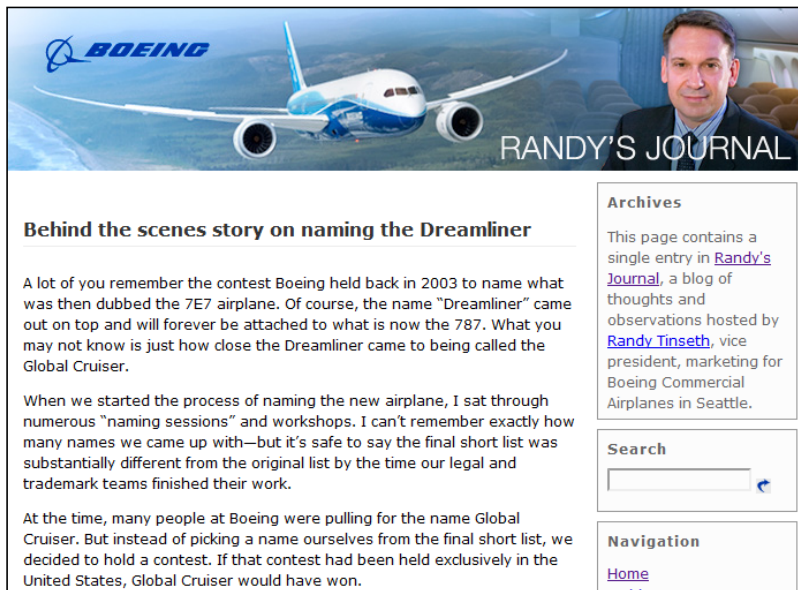 BOEING
RANDY'S JOURNAL
Behind the scenes story on naming the Dreamliner
A lot of you remember the contest Boeing held back in 2003 to name what
was then dubbed the 7E7 airplane. Of course, the name “Dreamliner” came
out on top and will forever be attached to what is now the 787. What you
may not know is just how close the Dreamliner came to being called the
Global Cruiser.
When we started the process of naming the new airplane, I sat through
numerous “naming sessions” and workshops. I can’t remember exactly how
many names we came up with—but it’s safe to say the final short list was
substantially different from the original list by the time our legal and
trademark teams finished their work.
At the time, many people at Boeing were pulling for the name Global
Cruiser. But instead of picking a name ourselves from the final short list, we
decided to hold a contest. If that contest had been held exclusively in the
United States, Global Cruiser would have won.
Archives
This page contains a
single entry in Randy's
Journal, a blog of
thoughts and
observations hosted by
Randy Tinseth, vice
president, marketing for
Boeing Commercial
Airplanes in Seattle.
Search
Navigation
Home